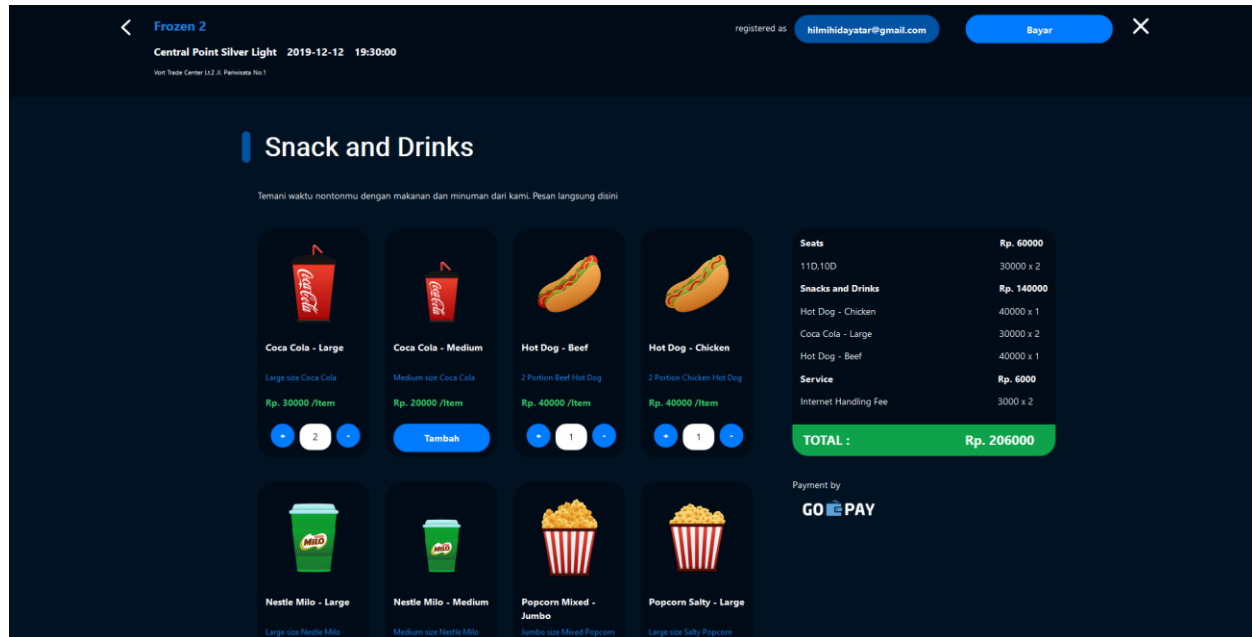 Frozen 2
registered as
hilmihidayatar@gmail.com
Bayar
Central Point Silver Light 2019-12-12 19:30:00
Vort Trade Center Lt.2 Jl. Pariwisata No.1
Snack and Drinks
Temani waktu nontonmu dengan makanan dan minuman dari kami. Pesan langsung disini
Coca Cola
Coca Cola - Large
Large size Coca Cola
Rp. 30000 /Item
+ 2 -
Coca Cola
Coca Cola - Medium
Medium size Coca Cola
Rp. 20000 /Item
Tambah
Hot Dog - Beef
2 Portion Beef Hot Dog
Rp. 40000 /Item
+ 1 -
Hot Dog - Chicken
2 Portion Chicken Hot Dog
Rp. 40000 /Item
+ 1 -
MILO
Nestle Milo - Large
Large size Nestle Milo
MILO
Nestle Milo - Medium
Medium size Nestle Milo
Popcorn Mixed -
Jumbo
Jumbo size Mixed Popcorn
Popcorn Salty - Large
Large size Salty Popcorn
Seats Rp. 60000
11D,10D 30000 x 2
Snacks and Drinks Rp. 140000
Hot Dog - Chicken 40000 x 1
Coca Cola - Large 30000 x 2
Hot Dog - Beef 40000 x 1
Service Rp. 6000
Internet Handling Fee 3000 x 2
TOTAL : Rp. 206000
Payment by
GO PAY